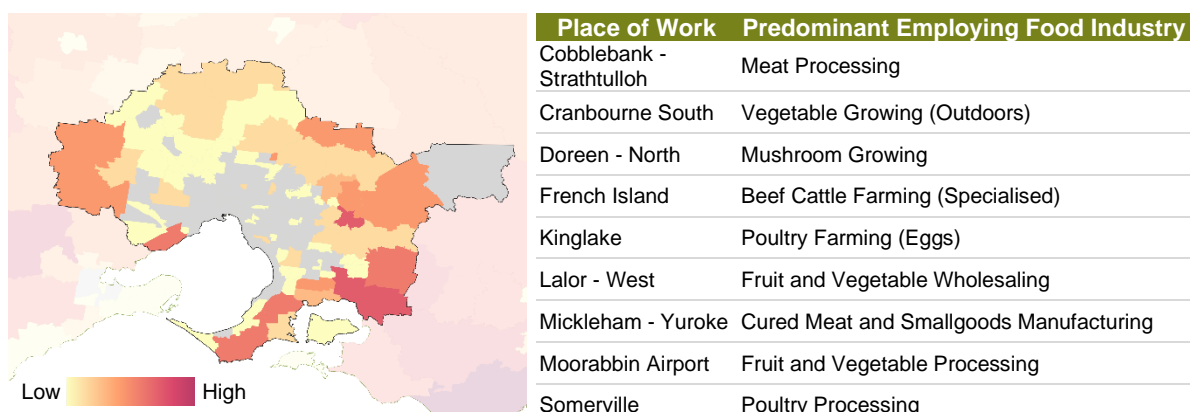 Place of Work Predominant Employing Food Industry
Cobblebank -
Strathtulloh Meat Processing
Cranbourne South Vegetable Growing (Outdoors)
Doreen - North Mushroom Growing
French Island Beef Cattle Farming (Specialised)
Kinglake Poultry Farming (Eggs)
Lalor - West Fruit and Vegetable Wholesaling
Mickleham - Yuroke Cured Meat and Smallgoods Manufacturing
Moorabbin Airport Fruit and Vegetable Processing
Somerville Poultry Processing
Low High